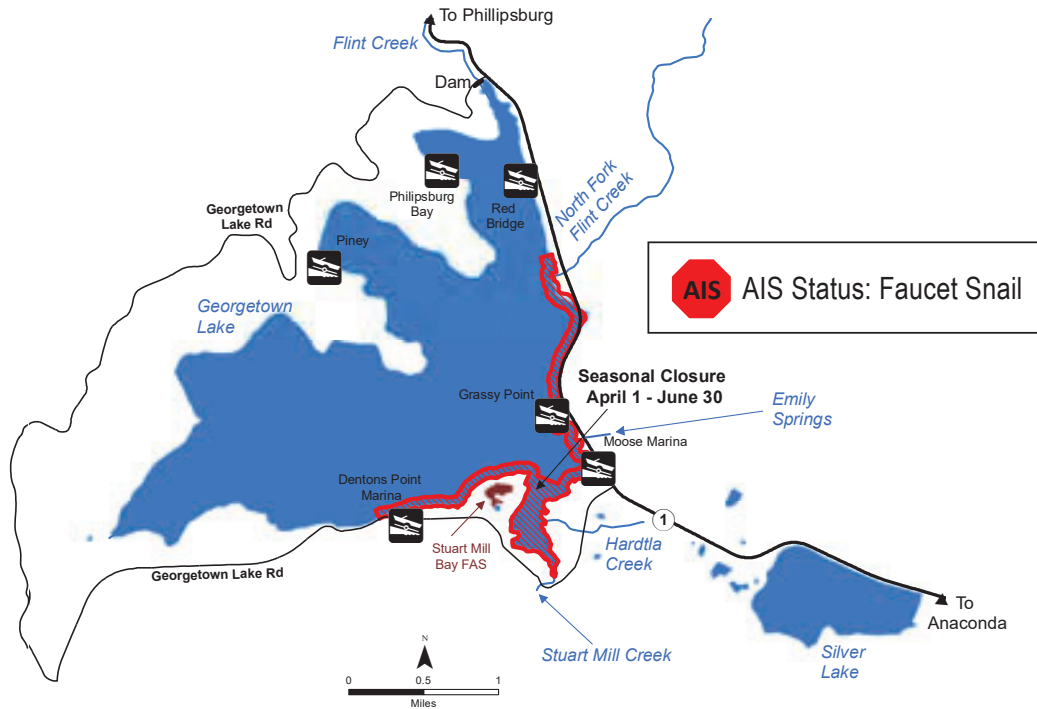 To Phillipsburg
Flint Creek
Dam
Philipsburg
Bay
Red
Bridge
North Fork
Flint Creek
Georgetown
Lake Rd
Piney
AIS
AIS Status: Faucet Snail
Georgetown
Lake
Seasonal Closure
April 1 - June 30
Grassy Point
Emily
Springs
Moose Marina
Dentons Point
Marina
1
Stuart Mill
Bay FAS
Hardtla
Creek
Georgetown Lake Rd
To
Anaconda
Stuart Mill Creek
Silver
Lake
N
0 0.5 1
Miles